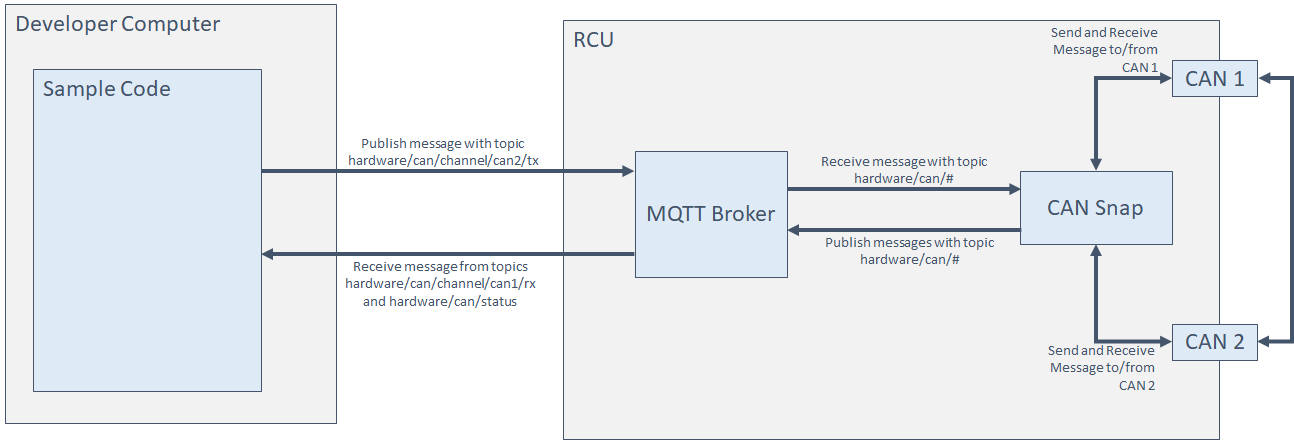 Developer Computer
Sample Code
Publish message with topic
hardware/can/channel/can2/tx
Receive message from topics
hardware/can/channel/can1/rx
and hardware/can/status
RCU
MQTT Broker
Receive message with topic
hardware/can/#
Publish messages with topic
hardware/can/#
CAN Snap
Send and Receive
Message to/from
CAN 1
CAN 1
Send and Receive
Message to/from
CAN 2
CAN 2